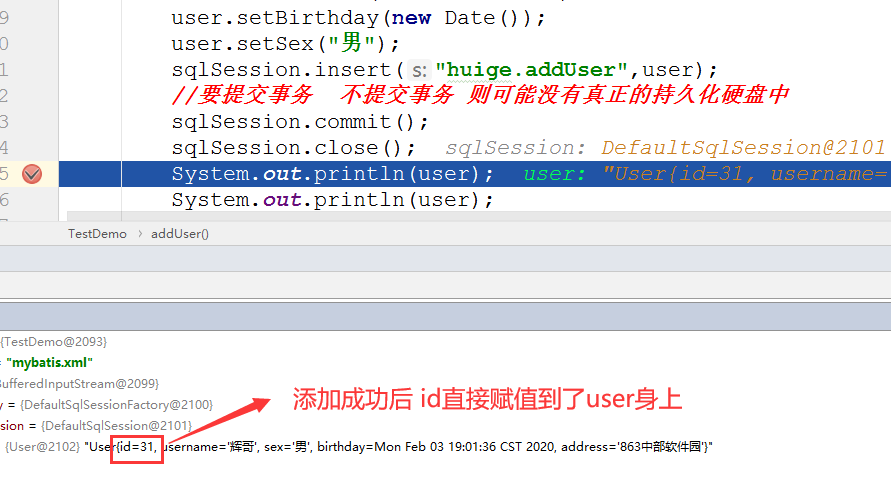 9 user.setBirthday(new Date());
0 user.setSex("男");
1 sqlSession.insert( s: "huige.addUser",user);
2 //要提交事务 不提交事务 则可能没有真正的持久化硬盘中
3 sqlSession.commit();
4 sqlSession.close(); sqlSession: DefaultSqlSession@2101
5 System.out.println(user); user: "User{id=31, username=
6 System.out.println(user);
TestDemo › addUser()
{TestDemo@2093}
= "mybatis.xml"
BufferedInputStream@2099}
y = {DefaultSqlSessionFactory@2100}
添加成功后 id直接赋值到了user身上
sion = {DefaultSqlSession@2101}
{User@2102} "User{id=31, username='辉哥', sex='男', birthday=Mon Feb 03 19:01:36 CST 2020, address='863中部软件园'}"